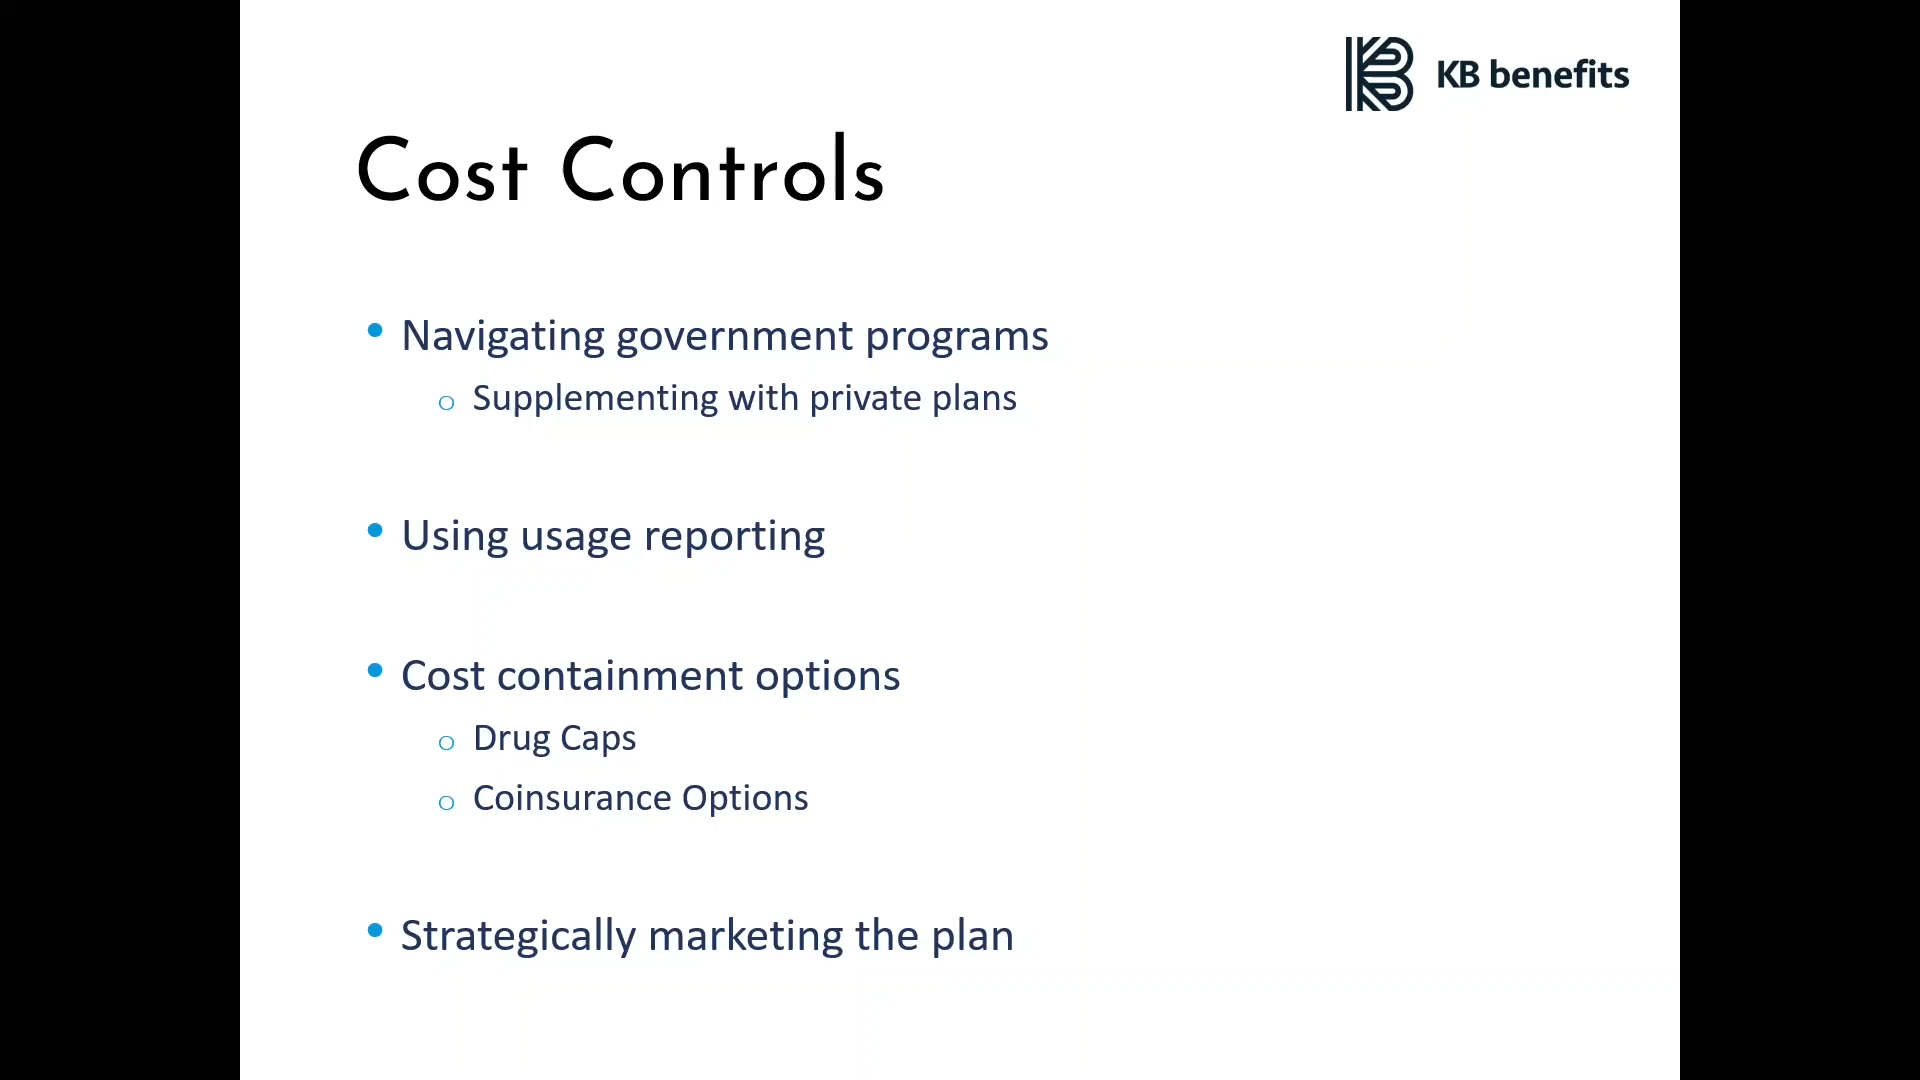 KB benefits
Cost Controls
• Navigating government programs
o Supplementing with private plans
• Using usage reporting
• Cost containment options
o Drug Caps
o Coinsurance Options
• Strategically marketing the plan